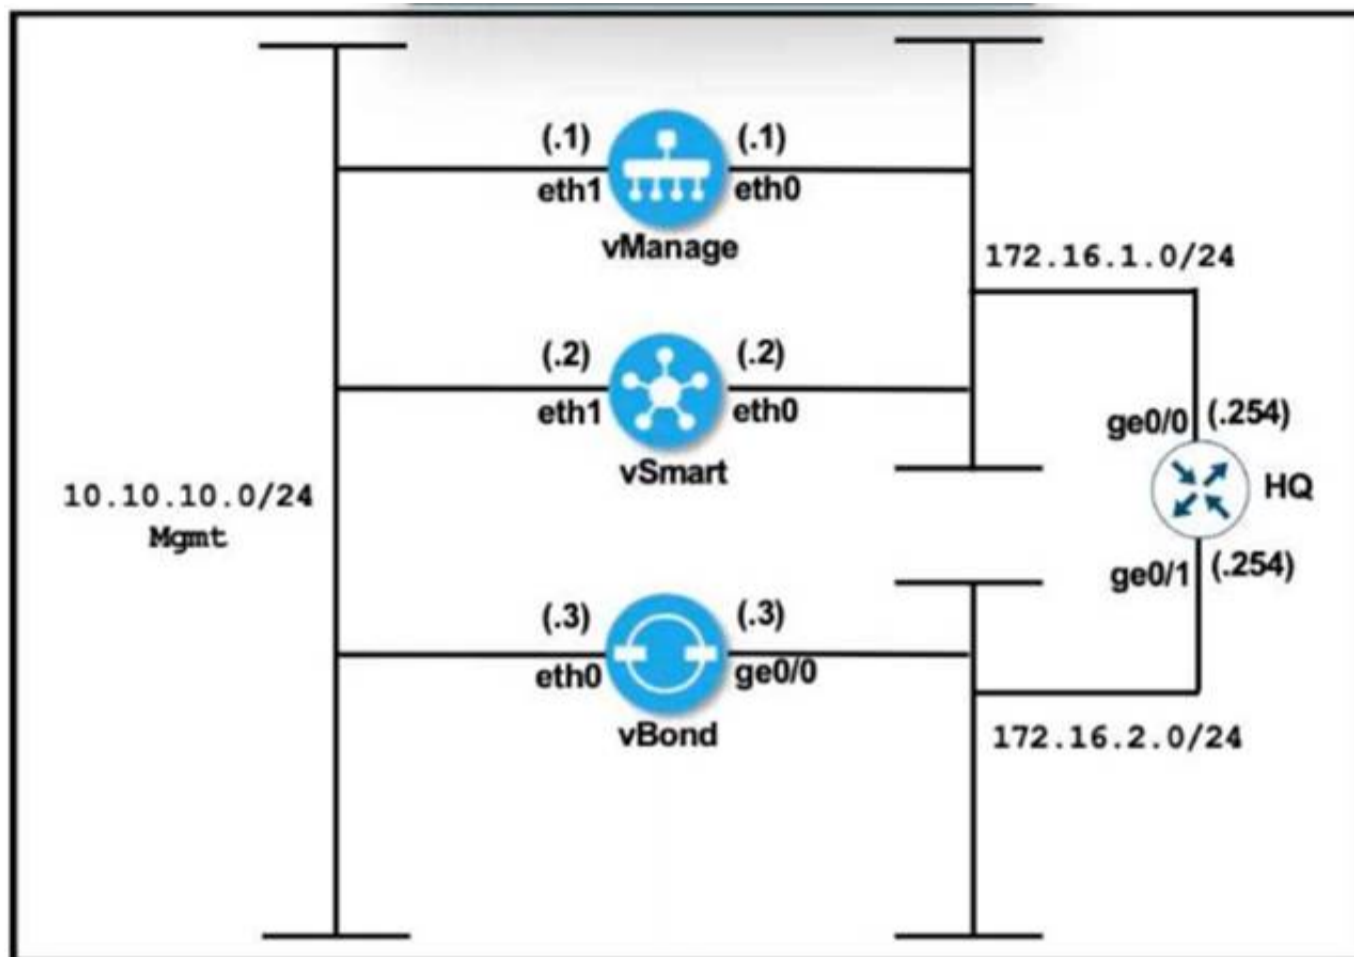 (.1) (.1)
eth1 eth0
vManage
172.16.1.0/24
(.2) (.2)
eth1 eth0
vSmart
ge0/0 (.254)
HQ
10.10.10.0/24
Mgmt
ge0/1 (.254)
(.3) (.3)
eth0 ge0/0
vBond
172.16.2.0/24